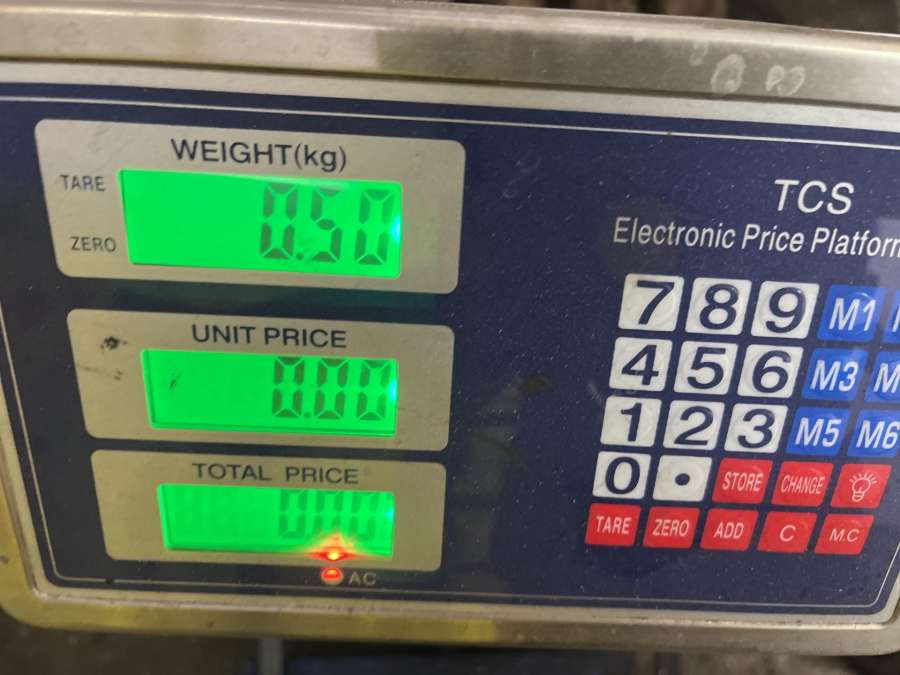 WEIGHT(kg)
TARE
0.50
ZERO
UNIT PRICE
0.00
TOTAL PRICE
0.00
AC
TCS
Electronic Price
7 8 9 M1
4 5 6 M3
1 2 3 M5 M6
0 . STORE CHANGE
TARE ZERO ADD C M.C